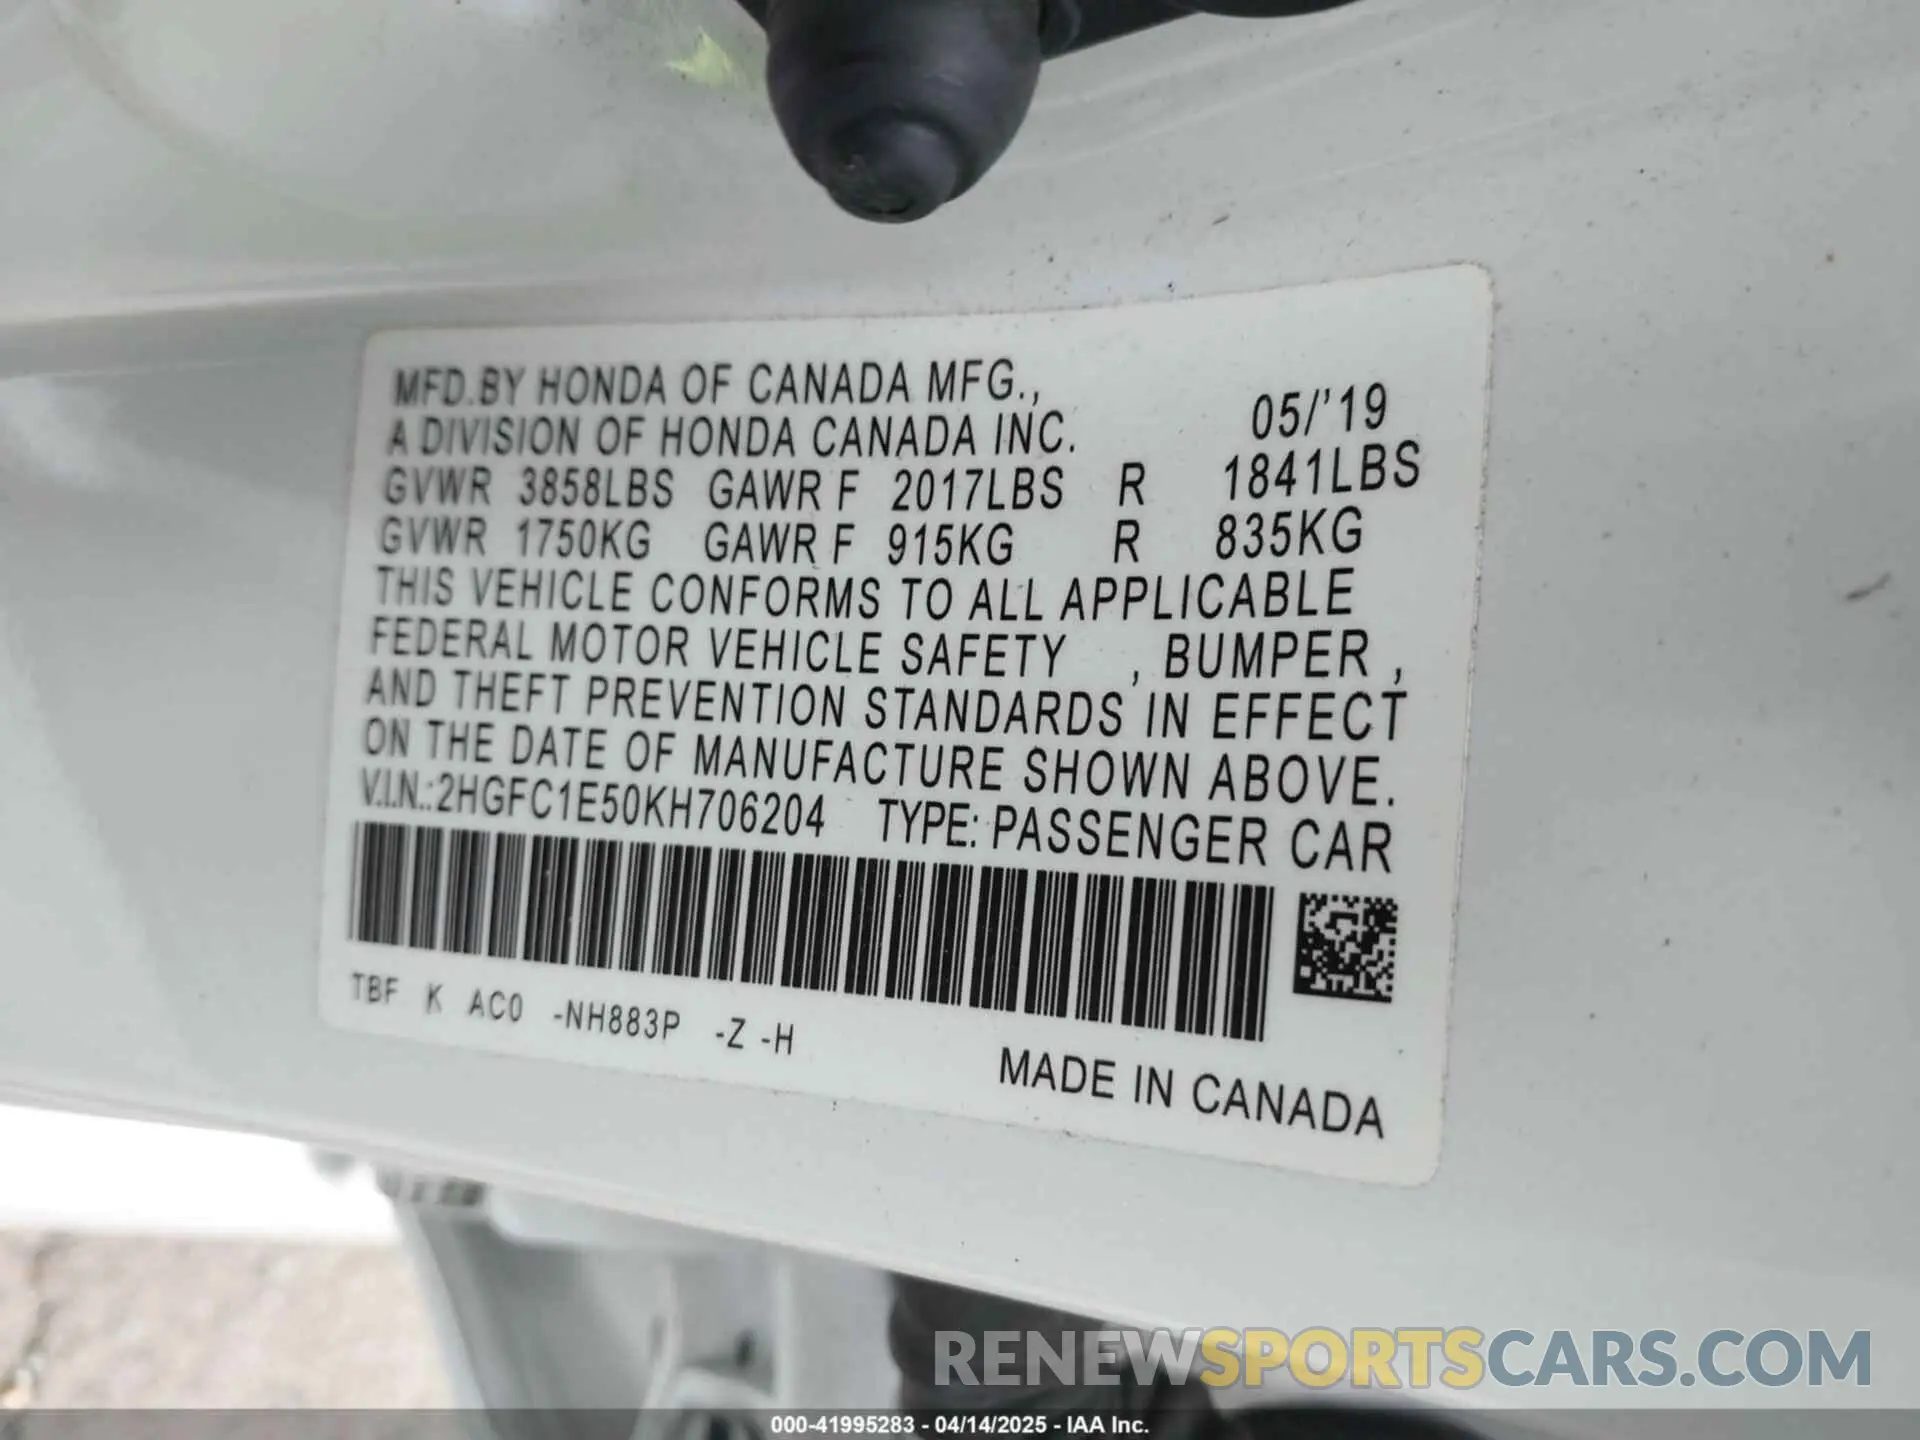 MFD.BY HONDA OF CANADA MFG.,
A DIVISION OF HONDA CANADA INC. 05/'19
GVWR 3858LBS GAWR F 2017LBS R 1841LBS
GVWR 1750KG GAWR F 915KG R 835KG
THIS VEHICLE CONFORMS TO ALL APPLICABLE
FEDERAL MOTOR VEHICLE SAFETY , BUMPER ,
AND THEFT PREVENTION STANDARDS IN EFFECT
ON THE DATE OF MANUFACTURE SHOWN ABOVE.
V.I.N.:2HGFC1E50KH706204 TYPE: PASSENGER CAR
TBF K AC0 -NH883P -Z -H
MADE IN CANADA
RENEWSPORTSCARS.COM
000-41995283 - 04/14/2025 - IAA Inc.